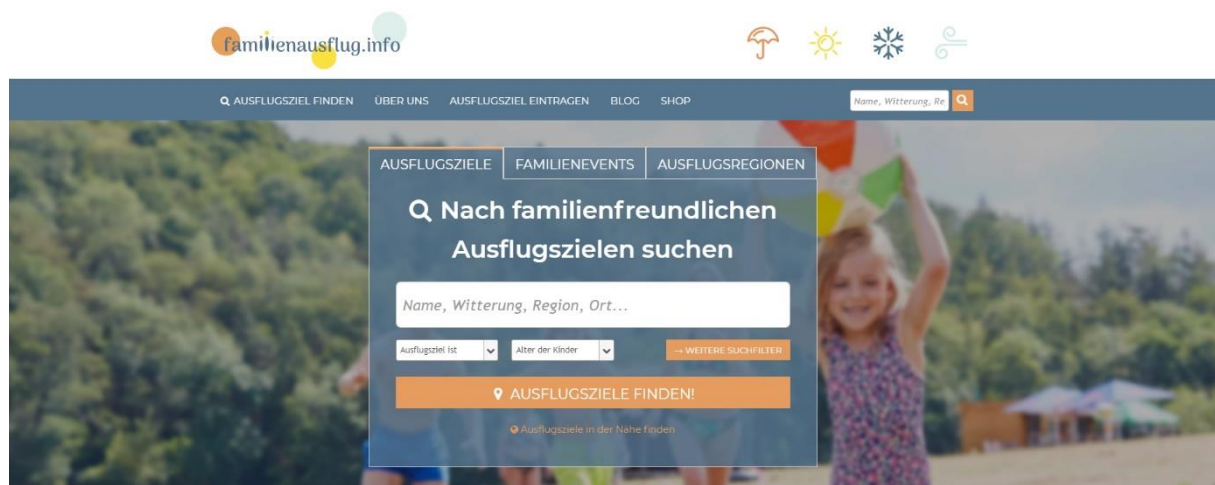 familienausflug.info
AUSFLUGSZIEL FINDEN ÜBER UNS AUSFLUGSZIEL EINTRAGEN BLOG SHOP Name, Witterung, Re
AUSFLUGSZIELE FAMILIENEVENTS AUSFLUGSREGIONEN
Nach familienfreundlichen
Ausflugszielen suchen
Name, Witterung, Region, Ort...
Ausflugsziel ist Alter der Kinder → WEITERE SUCHFILTER
AUSFLUGSZIELE FINDEN!
Ausflugsziele in der Nähe finden